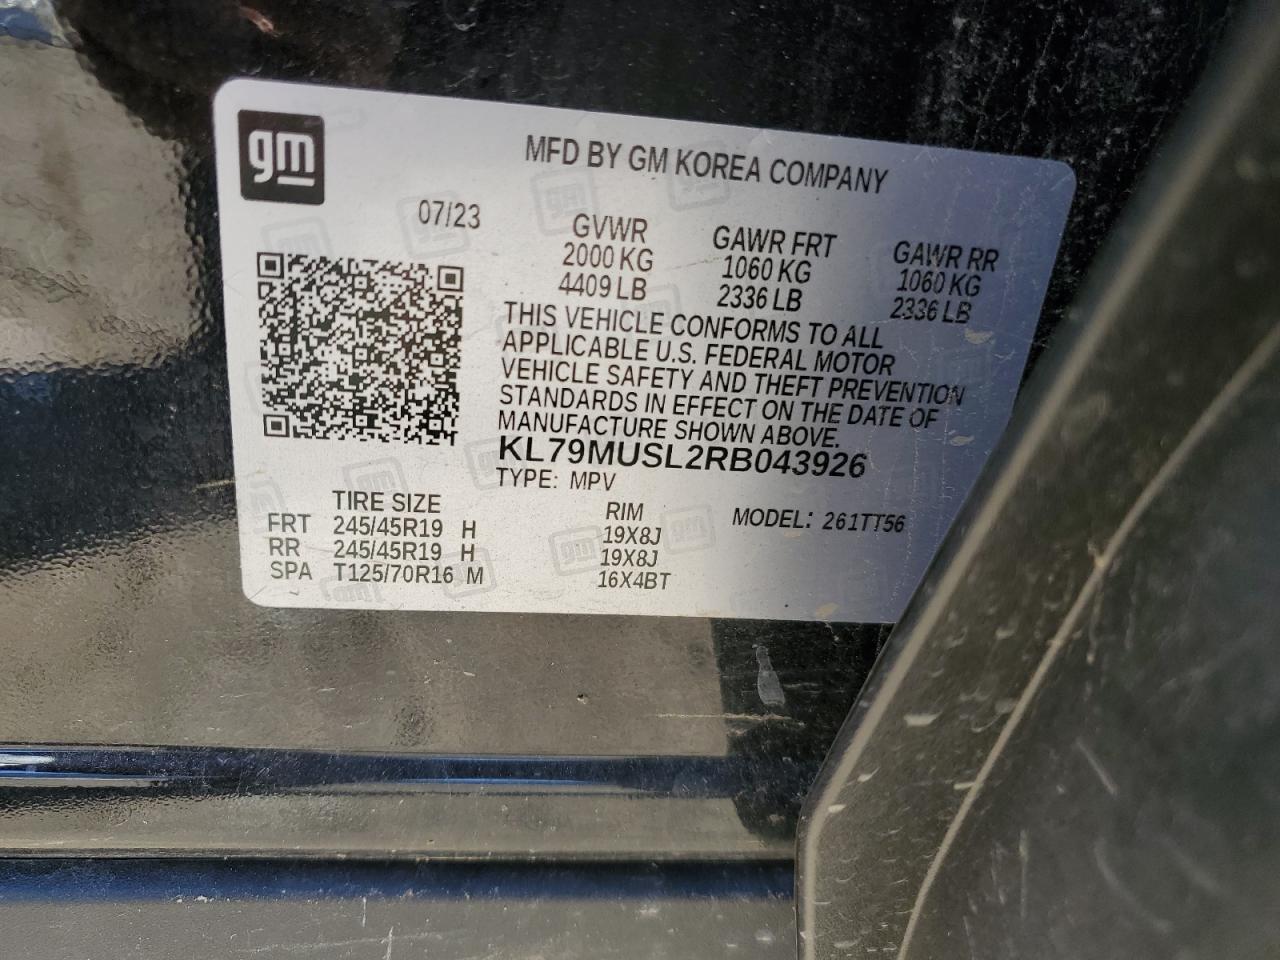 gm
MFD BY GM KOREA COMPANY
07/23
GVWR GAWR FRT GAWR RR
2000 KG 1060 KG 1060 KG
4409 LB 2336 LB 2336 LB
THIS VEHICLE CONFORMS TO ALL
APPLICABLE U.S. FEDERAL MOTOR
VEHICLE SAFETY AND THEFT PREVENTION
STANDARDS IN EFFECT ON THE DATE OF
MANUFACTURE SHOWN ABOVE.
KL79MUSL2RB043926
TYPE: MPV MODEL: 261TT56
TIRE SIZE RIM
FRT 245/45R19 H 19X8J
RR 245/45R19 H 19X8J
SPA T125/70R16 M 16X4BT